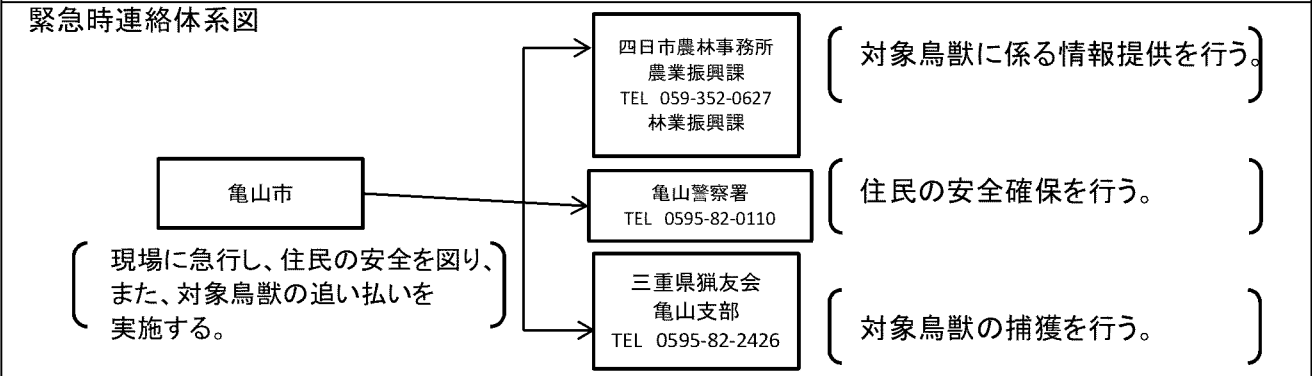 緊急時連絡体系図
四日市農林事務所
農業振興課
TEL 059-352-0627
林業振興課
対象鳥獣に係る情報提供を行う。
亀山市
現場に急行し、住民の安全を図り、
また、対象鳥獣の追い払いを
実施する。
亀山警察署
TEL 0595-82-0110
住民の安全確保を行う。
三重県猟友会
亀山支部
TEL 0595-82-2426
対象鳥獣の捕獲を行う。